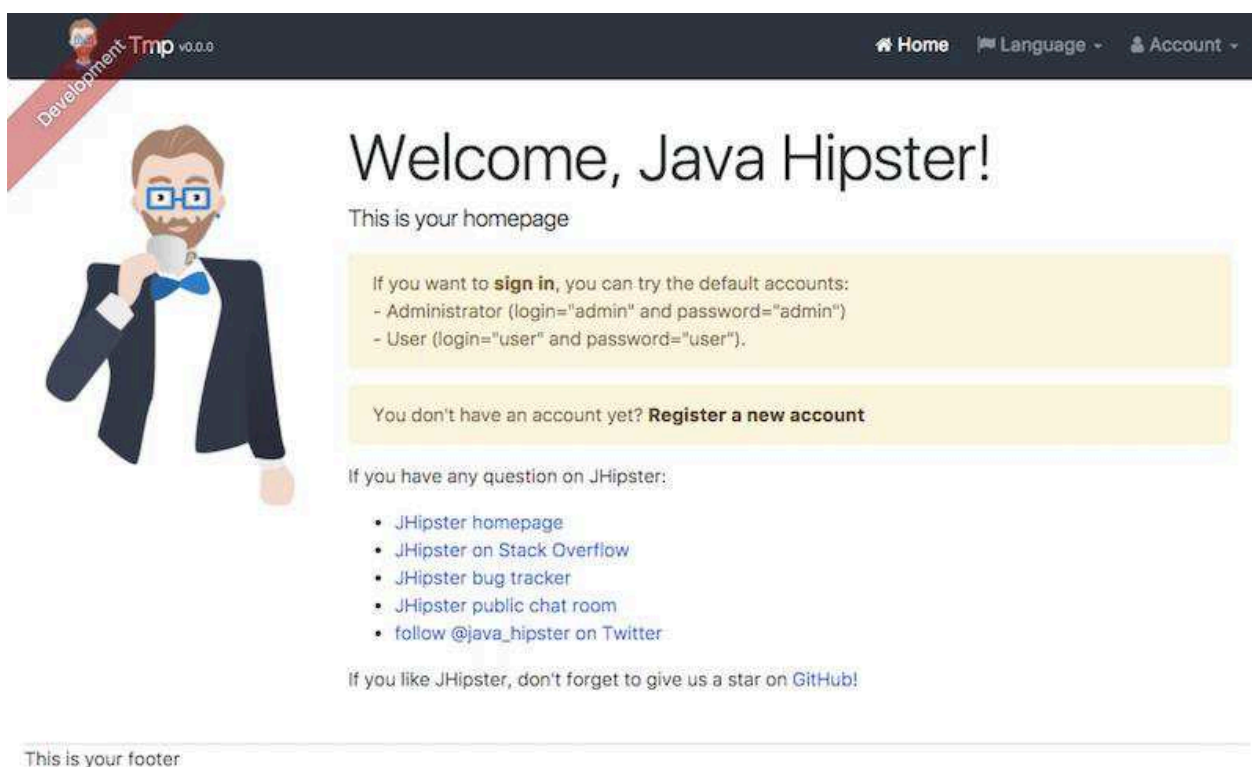 Development
Tmp v0.0.0
Home Language Account
Welcome, Java Hipster!
This is your homepage
If you want to sign in, you can try the default accounts:
- Administrator (login="admin" and password="admin")
- User (login="user" and password="user").
You don't have an account yet? Register a new account
If you have any question on JHipster:
• JHipster homepage
• JHipster on Stack Overflow
• JHipster bug tracker
• JHipster public chat room
• follow @java_hipster on Twitter
If you like JHipster, don't forget to give us a star on GitHub!
This is your footer